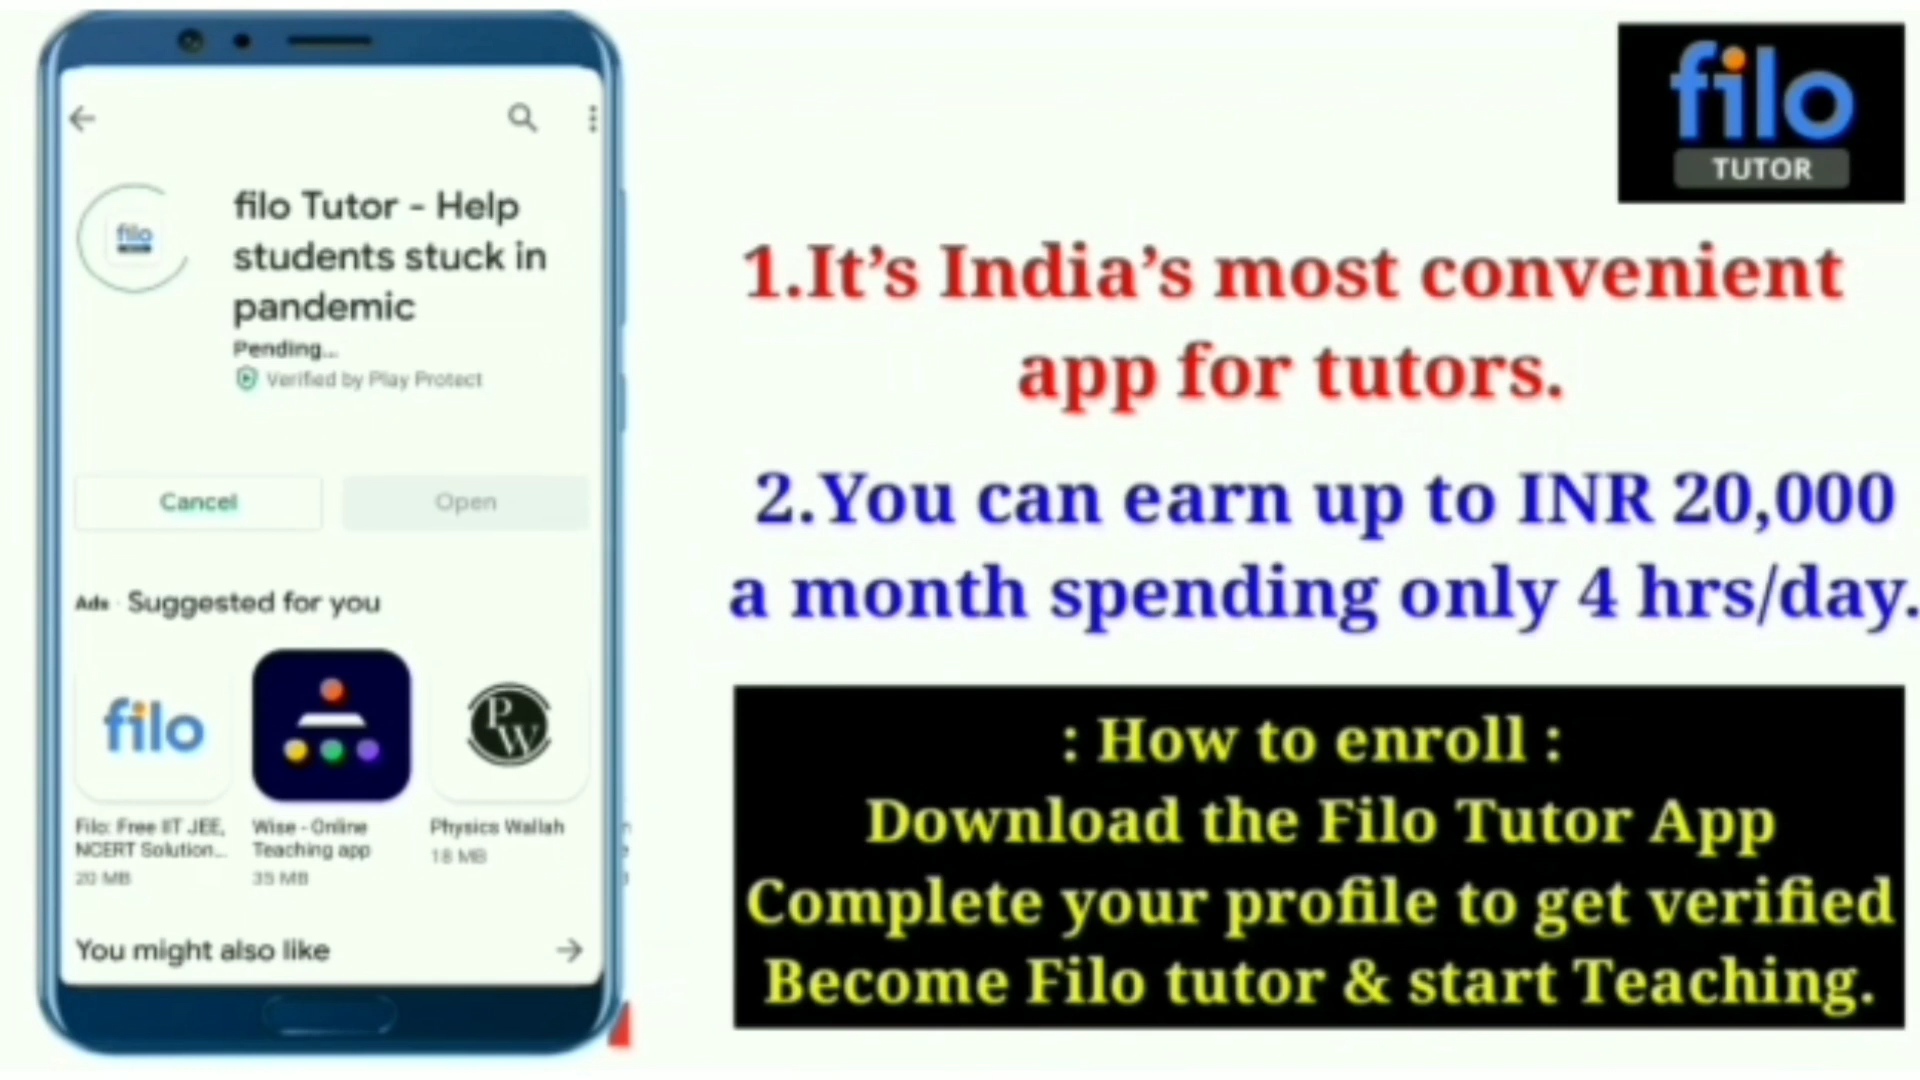 filo Tutor - Help
students stuck in
pandemic
Pending...
Verified by Play Protect
Cancel
Open
Ads · Suggested for you
filo
PW
Filo: Free IIT JEE,
NCERT Solution...
20 MB
Wise - Online
Teaching app
35 MB
Physics Wallah
18 MB
You might also like
filo
TUTOR
1.It’s India’s most convenient
app for tutors.
2.You can earn up to INR 20,000
a month spending only 4 hrs/day.
: How to enroll :
Download the Filo Tutor App
Complete your profile to get verified
Become Filo tutor & start Teaching.